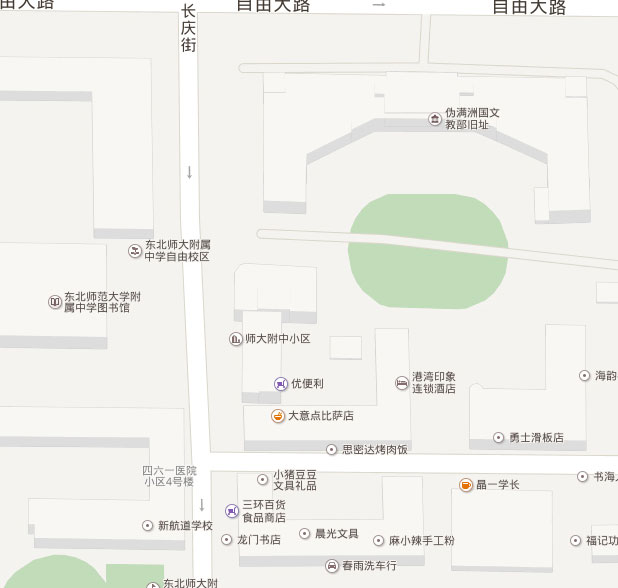 自由大路
自由大路
自由大路
长庆街
伪满洲国文
教部旧址
东北师大附属
中学自由校区
东北师范大学附
属中学图书馆
师大附中小区
优便利
港湾印象
连锁酒店
海韵
大意点比萨店
勇士滑板店
思密达烤肉饭
四六一医院
小区4号楼
小猪豆豆
文具礼品
晶一学长
书海
三环百货
食品商店
新航道学校
龙门书店
晨光文具
麻小辣手工粉
福记功
春雨洗车行
东北师大附